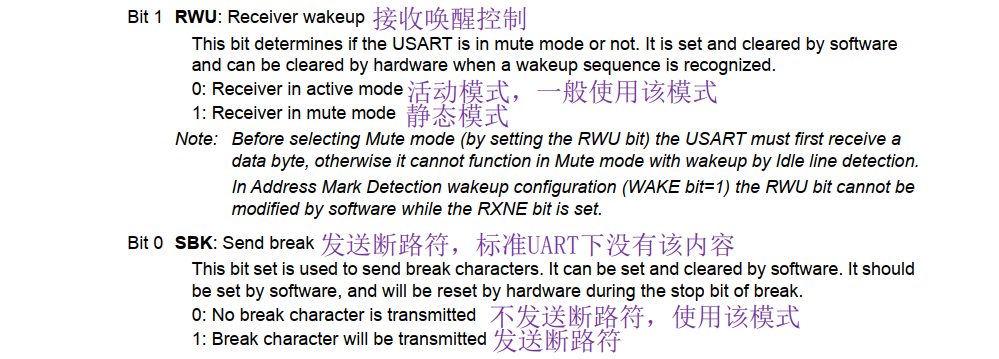 Bit 1 RWU: Receiver wakeup 接收唤醒控制
This bit determines if the USART is in mute mode or not. It is set and cleared by software
and can be cleared by hardware when a wakeup sequence is recognized.
0: Receiver in active mode 活动模式，一般使用该模式
1: Receiver in mute mode 静态模式
Note: Before selecting Mute mode (by setting the RWU bit) the USART must first receive a
data byte, otherwise it cannot function in Mute mode with wakeup by Idle line detection.
In Address Mark Detection wakeup configuration (WAKE bit=1) the RWU bit cannot be
modified by software while the RXNE bit is set.
Bit 0 SBK: Send break 发送断路符，标准UART下没有该内容
This bit set is used to send break characters. It can be set and cleared by software. It should
be set by software, and will be reset by hardware during the stop bit of break.
0: No break character is transmitted 不发送断路符，使用该模式
1: Break character will be transmitted 发送断路符